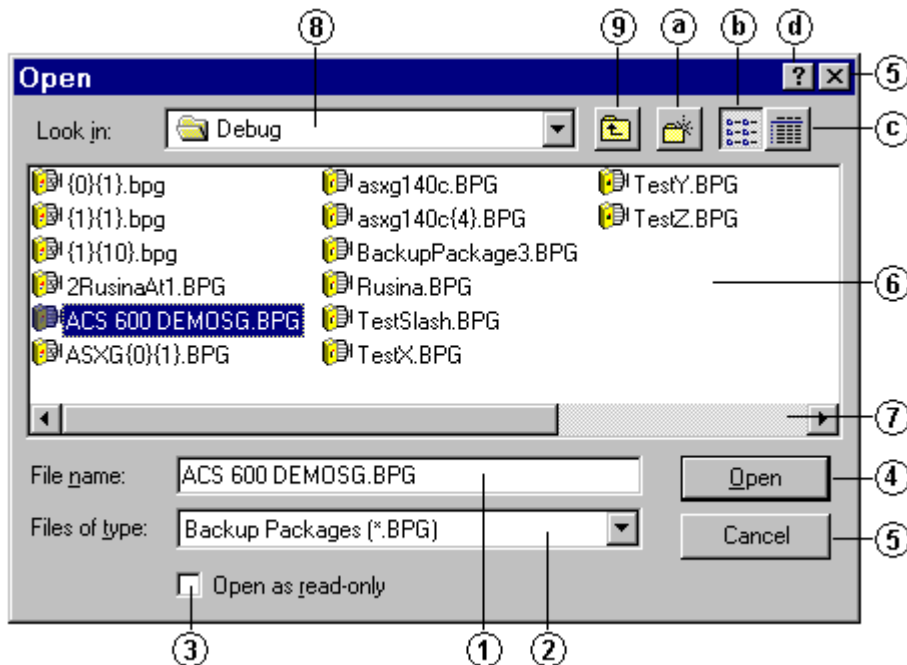 8 9 a b d
Open ? 5
Look in: Debug c
{0}{1}.bpg asxg140c.BPG TestY.BPG
{1}{1}.bpg asxg140c{4}.BPG TestZ.BPG
{1}{10}.bpg BackupPackage3.BPG
2RusinaAt1.BPG Rusina.BPG 6
ACS 600 DEMOSG.BPG TestSlash.BPG
ASXG{0}{1}.BPG TestX.BPG
7
File name: ACS 600 DEMOSG.BPG Open 4
Files of type: Backup Packages (*.BPG) Cancel 5
Open as read-only
3 1 2